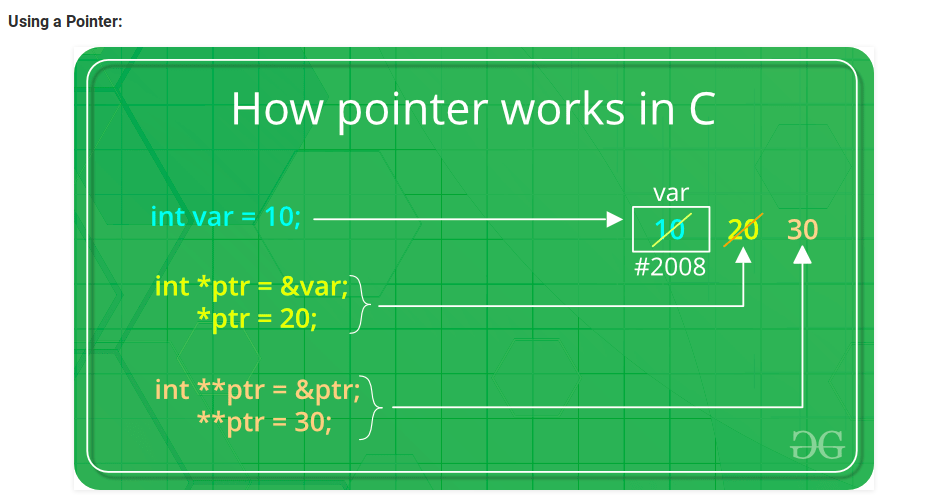 Using a Pointer:
How pointer works in C
var
int var = 10;
10 20 30
#2008
int *ptr = &var;
*ptr = 20;
int **ptr = &ptr;
**ptr = 30;
GG